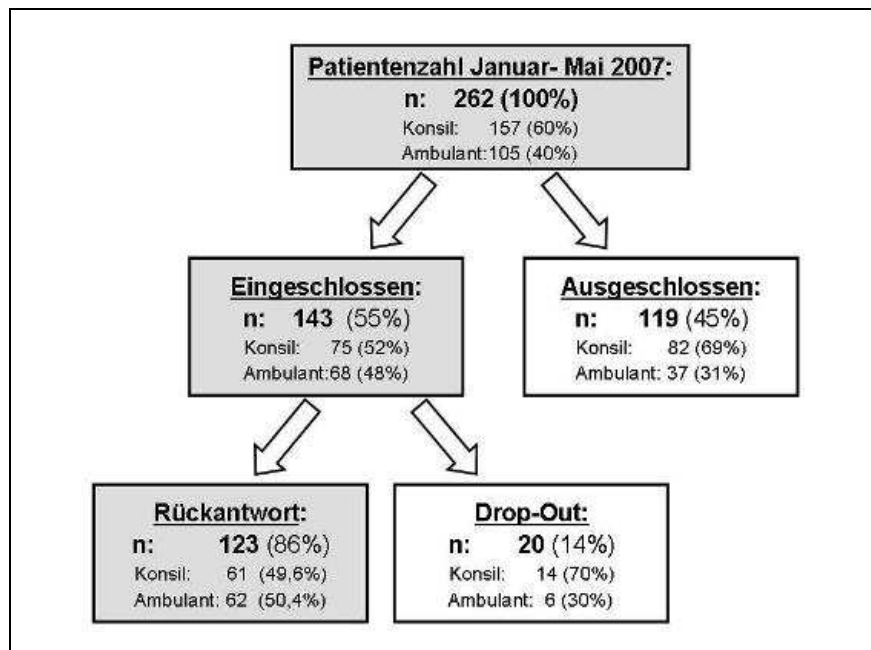 Patientenzahl Januar- Mai 2007:
n: 262 (100%)
Konsil: 157 (60%)
Ambulant:105 (40%)
Eingeschlossen:
n: 143 (55%)
Konsil: 75 (52%)
Ambulant:68 (48%)
Ausgeschlossen:
n: 119 (45%)
Konsil: 82 (69%)
Ambulant: 37 (31%)
Rückantwort:
n: 123 (86%)
Konsil: 61 (49,6%)
Ambulant: 62 (50,4%)
Drop-Out:
n: 20 (14%)
Konsil: 14 (70%)
Ambulant: 6 (30%)